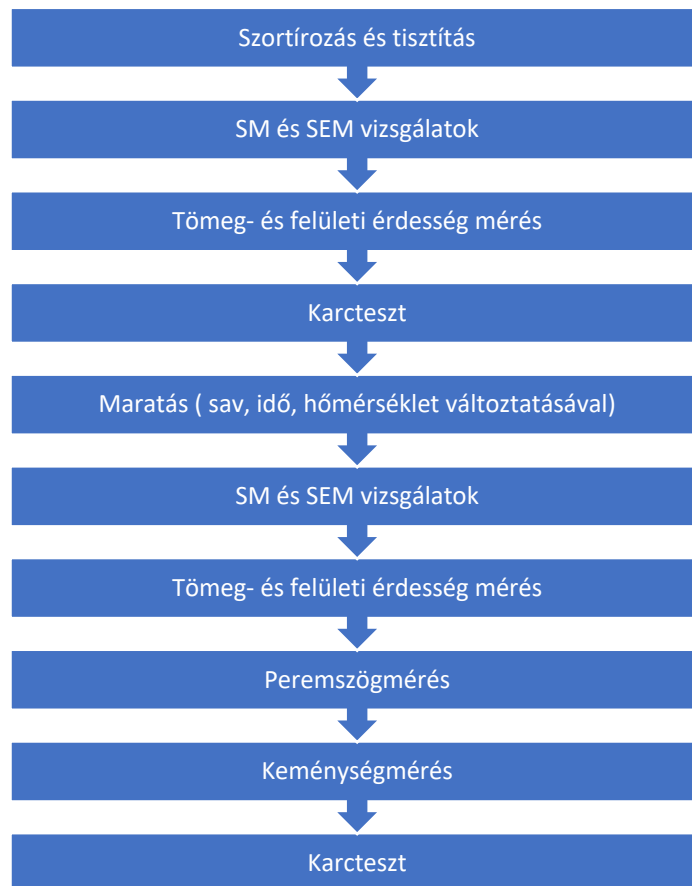 Szortírozás és tisztítás
SM és SEM vizsgálatok
Tömeg- és felületi érdesség mérés
Karcteszt
Maratás ( sav, idő, hőmérséklet változtatásával)
SM és SEM vizsgálatok
Tömeg- és felületi érdesség mérés
Peremszögmérés
Keménységmérés
Karcteszt